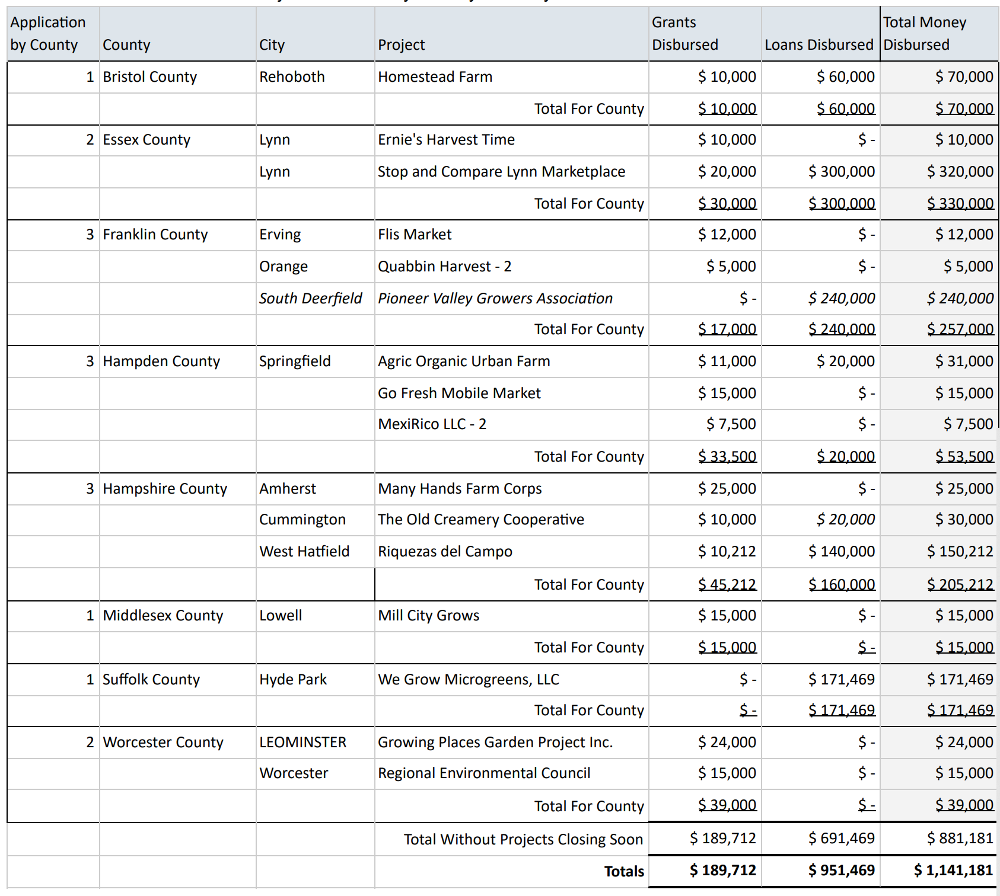 Application by County County City Project Grants Disbursed Loans Disbursed Total Money Disbursed
1 Bristol County Rehoboth Homestead Farm $ 10,000 $ 60,000 $ 70,000
Total For County $ 10,000 $ 60,000 $ 70,000
2 Essex County Lynn Ernie's Harvest Time $ 10,000 $ - $ 10,000
Lynn Stop and Compare Lynn Marketplace $ 20,000 $ 300,000 $ 320,000
Total For County $ 30,000 $ 300,000 $ 330,000
3 Franklin County Erving Flis Market $ 12,000 $ - $ 12,000
Orange Quabbin Harvest - 2 $ 5,000 $ - $ 5,000
South Deerfield Pioneer Valley Growers Association $ - $ 240,000 $ 240,000
Total For County $ 17,000 $ 240,000 $ 257,000
3 Hampden County Springfield Agric Organic Urban Farm $ 11,000 $ 20,000 $ 31,000
Go Fresh Mobile Market $ 15,000 $ - $ 15,000
MexiRico LLC - 2 $ 7,500 $ - $ 7,500
Total For County $ 33,500 $ 20,000 $ 53,500
3 Hampshire County Amherst Many Hands Farm Corps $ 25,000 $ - $ 25,000
Cummington The Old Creamery Cooperative $ 10,000 $ 20,000 $ 30,000
West Hatfield Riquezas del Campo $ 10,212 $ 140,000 $ 150,212
Total For County $ 45,212 $ 160,000 $ 205,212
1 Middlesex County Lowell Mill City Grows $ 15,000 $ - $ 15,000
Total For County $ 15,000 $ - $ 15,000
1 Suffolk County Hyde Park We Grow Microgreens, LLC $ - $ 171,469 $ 171,469
Total For County $ - $ 171,469 $ 171,469
2 Worcester County LEOMINSTER Growing Places Garden Project Inc. $ 24,000 $ - $ 24,000
Worcester Regional Environmental Council $ 15,000 $ - $ 15,000
Total For County $ 39,000 $ - $ 39,000
Total Without Projects Closing Soon $ 189,712 $ 691,469 $ 881,181
Totals $ 189,712 $ 951,469 $ 1,141,181